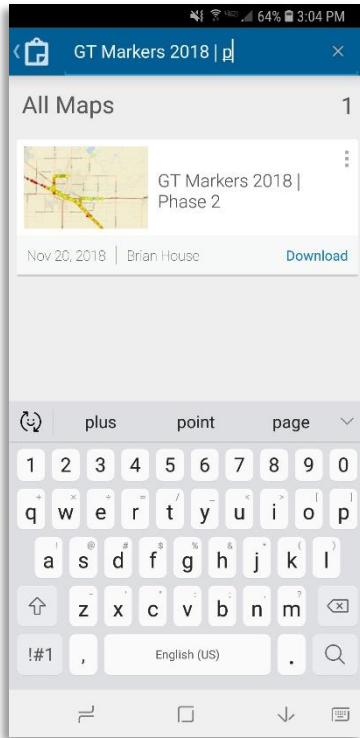 64% 3:04 PM
GT Markers 2018 | p
All Maps 1
GT Markers 2018 |
Phase 2
Nov 20, 2018 | Brian House Download
plus point page
1 2 3 4 5 6 7 8 9 0
q w e r t y u i o p
a s d f g h j k l
z x c v b n m
!#1 , English (US) .